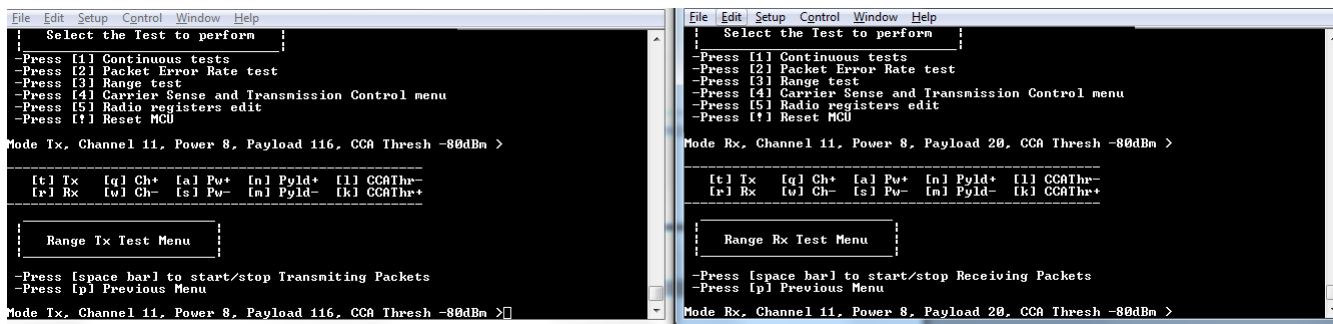 File Edit Setup Control Window Help
Select the Test to perform
-Press [1] Continuous tests
-Press [2] Packet Error Rate test
-Press [3] Range test
-Press [4] Carrier Sense and Transmission Control menu
-Press [5] Radio registers edit
-Press [!] Reset MCU
Mode Tx, Channel 11, Power 8, Payload 116, CCA Thresh -80dBm >
[t] Tx [q] Ch+ [a] Pw+ [n] Pyld+ [l] CCAThr-
[r] Rx [w] Ch- [s] Pw- [m] Pyld- [k] CCAThr+
Range Tx Test Menu
-Press [space bar] to start/stop Transmiting Packets
-Press [p] Previous Menu
Mode Tx, Channel 11, Power 8, Payload 116, CCA Thresh -80dBm >
File Edit Setup Control Window Help
Select the Test to perform
-Press [1] Continuous tests
-Press [2] Packet Error Rate test
-Press [3] Range test
-Press [4] Carrier Sense and Transmission Control menu
-Press [5] Radio registers edit
-Press [!] Reset MCU
Mode Rx, Channel 11, Power 8, Payload 20, CCA Thresh -80dBm >
[t] Tx [q] Ch+ [a] Pw+ [n] Pyld+ [l] CCAThr-
[r] Rx [w] Ch- [s] Pw- [m] Pyld- [k] CCAThr+
Range Rx Test Menu
-Press [space bar] to start/stop Receiving Packets
-Press [p] Previous Menu
Mode Rx, Channel 11, Power 8, Payload 20, CCA Thresh -80dBm >